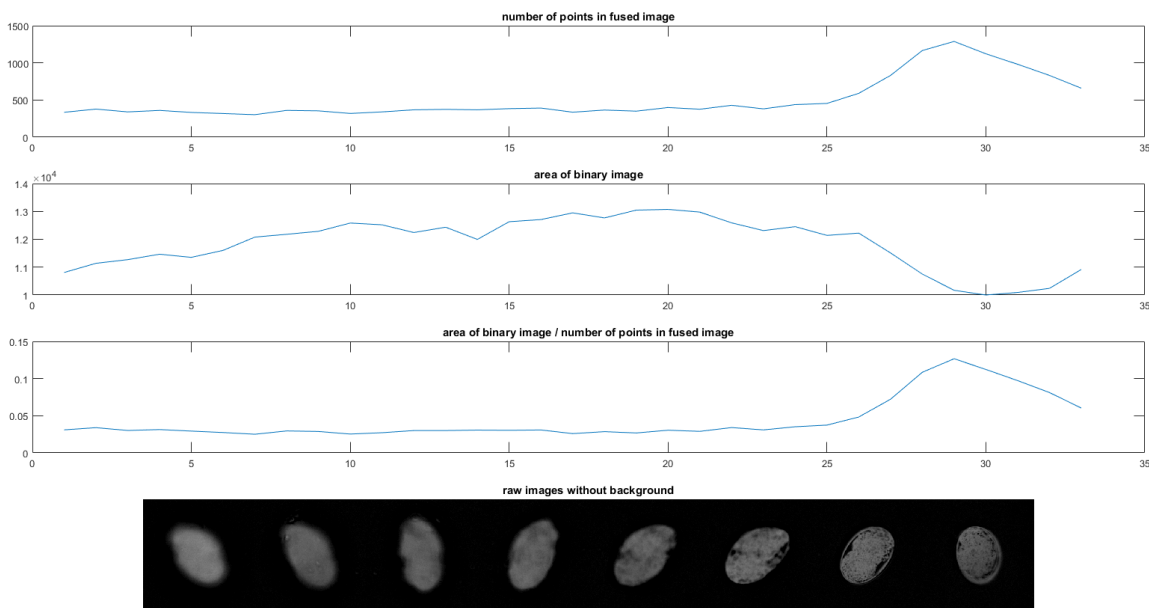 number of points in fused image
1500
1000
500
0
0 5 10 15 20 25 30 35
×10⁴
area of binary image
1.4
1.3
1.2
1.1
1
0 5 10 15 20 25 30 35
area of binary image / number of points in fused image
0.15
0.1
0.05
0
0 5 10 15 20 25 30 35
raw images without background